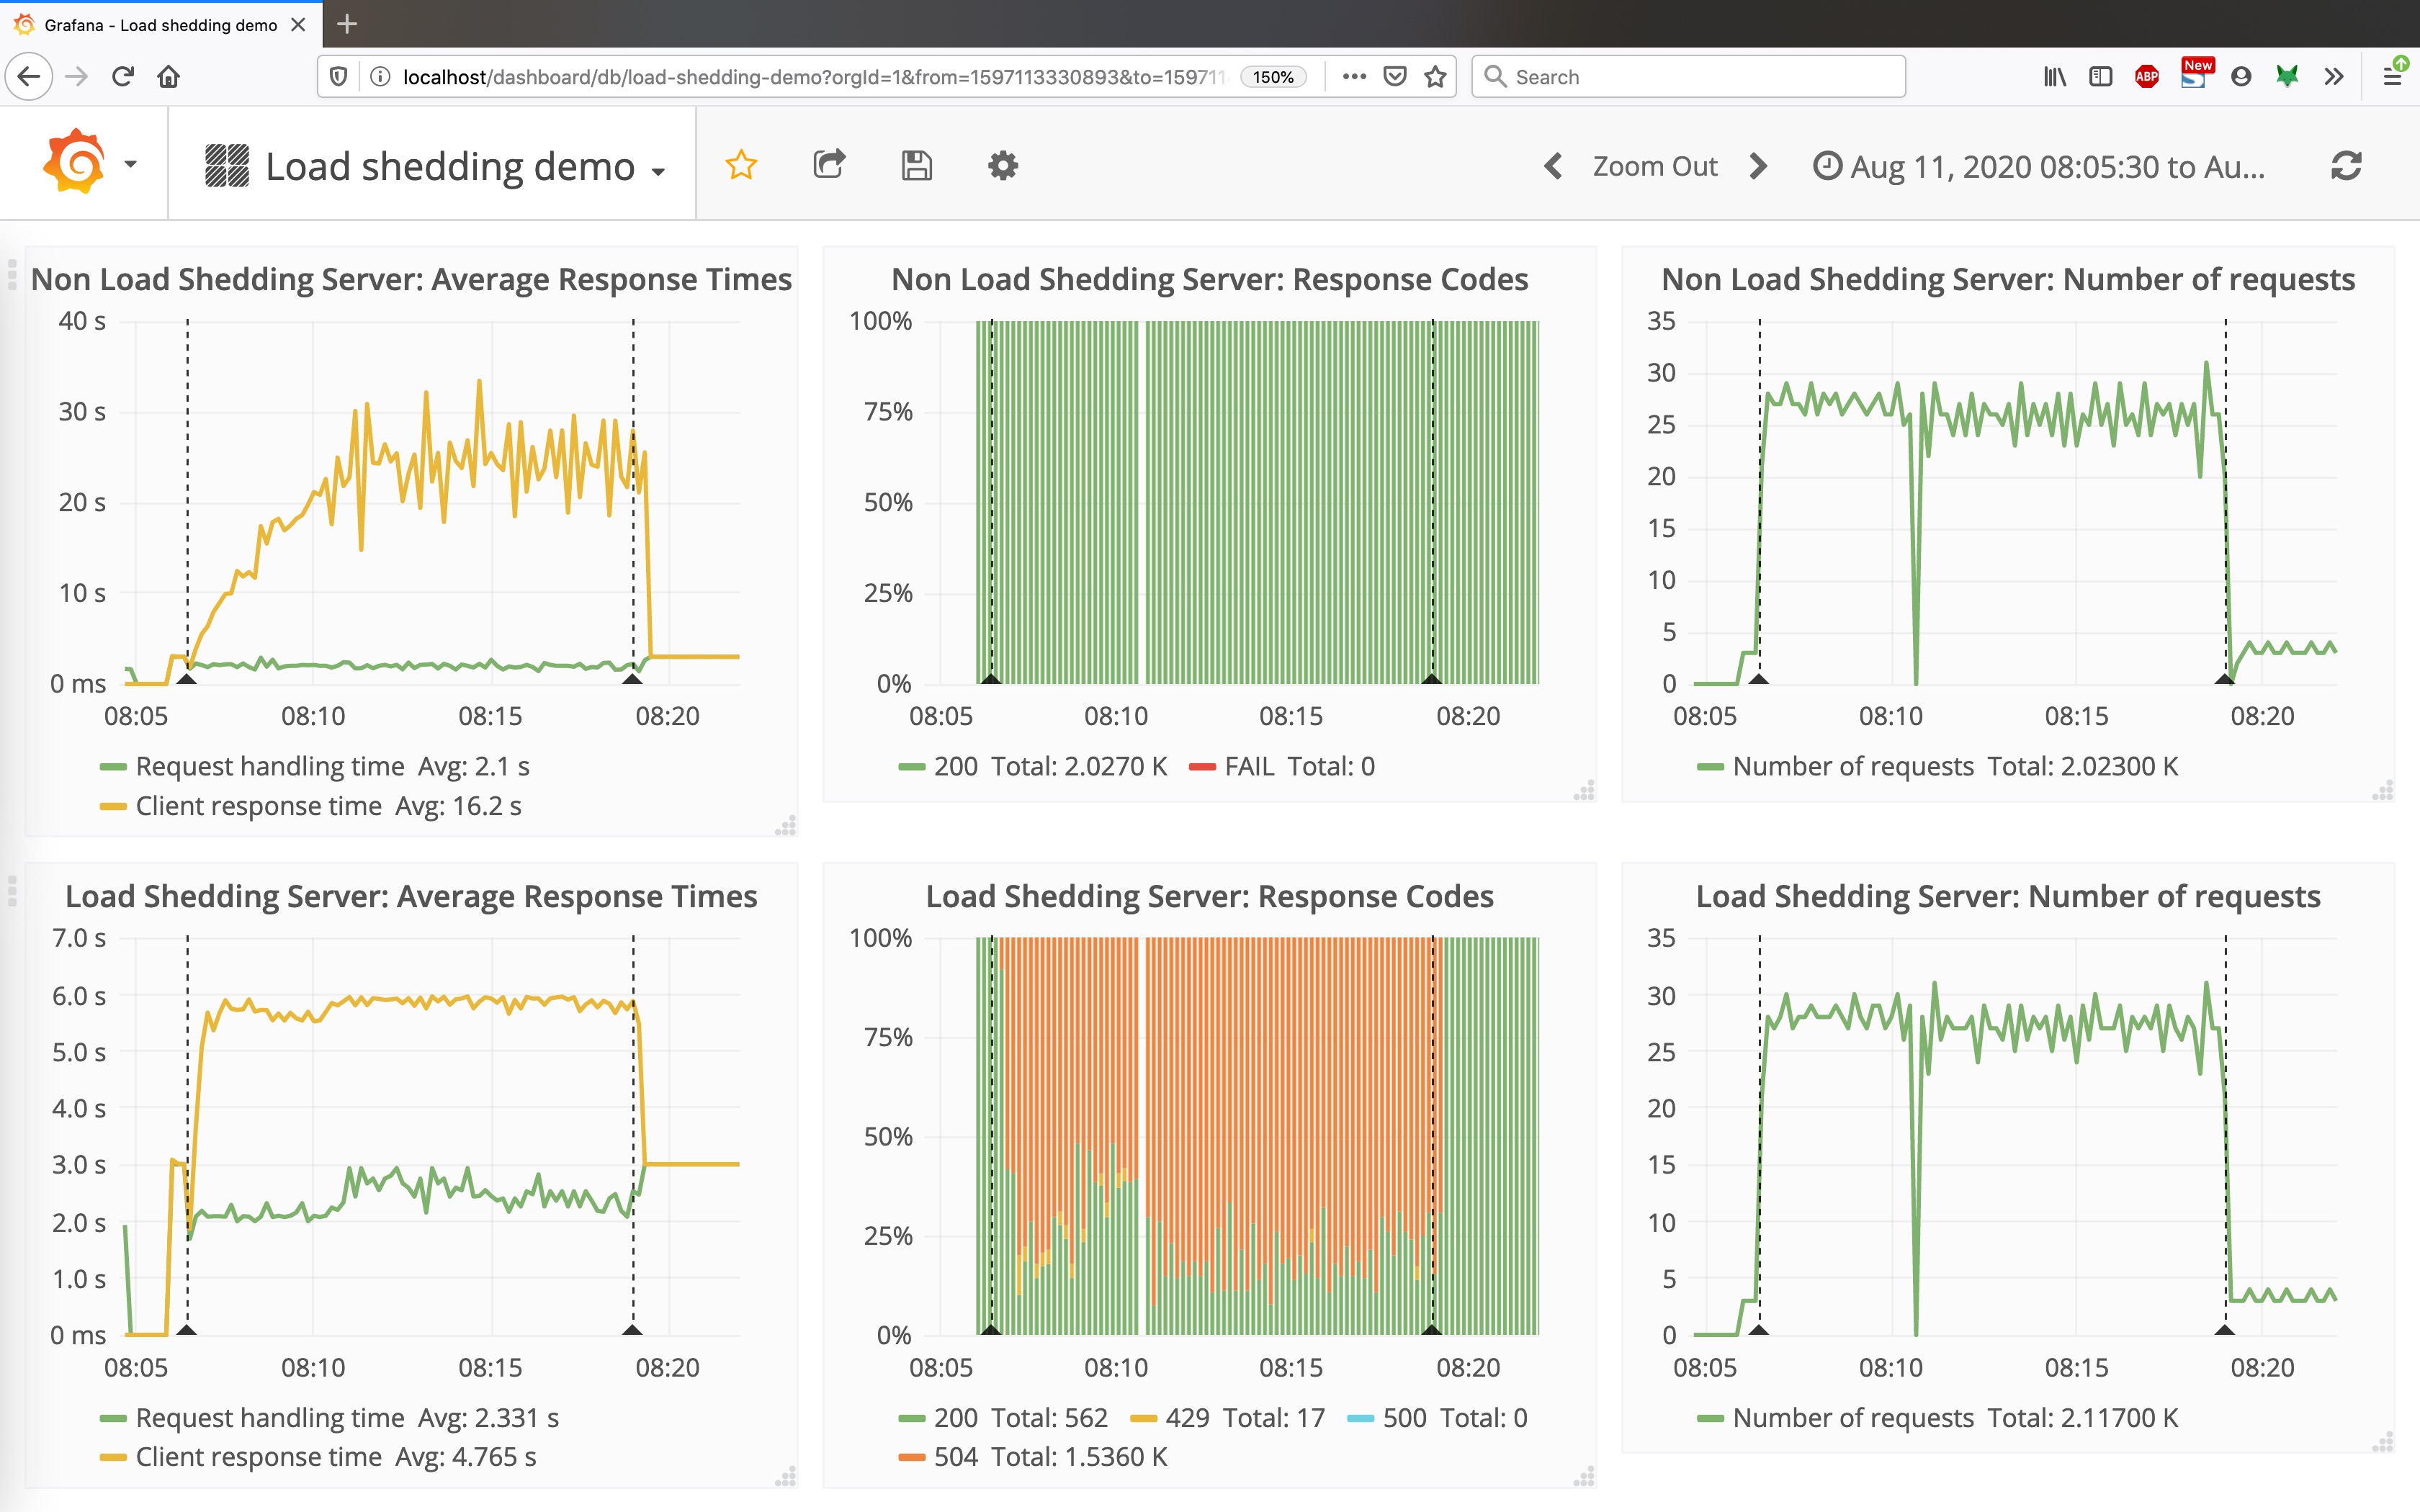 Grafana - Load shedding demo
localhost/dashboard/db/load-shedding-demo?orgId=1&from=1597113330893&to=159711
150%
Search
ABP
New
Load shedding demo
Zoom Out
Aug 11, 2020 08:05:30 to Au...
Non Load Shedding Server: Average Response Times
40 s
30 s
20 s
10 s
0 ms
08:05 08:10 08:15 08:20
Request handling time Avg: 2.1 s
Client response time Avg: 16.2 s
Non Load Shedding Server: Response Codes
100%
75%
50%
25%
0%
08:05 08:10 08:15 08:20
200 Total: 2.0270 K FAIL Total: 0
Non Load Shedding Server: Number of requests
35
30
25
20
15
10
5
0
08:05 08:10 08:15 08:20
Number of requests Total: 2.02300 K
Load Shedding Server: Average Response Times
7.0 s
6.0 s
5.0 s
4.0 s
3.0 s
2.0 s
1.0 s
0 ms
08:05 08:10 08:15 08:20
Request handling time Avg: 2.331 s
Client response time Avg: 4.765 s
Load Shedding Server: Response Codes
100%
75%
50%
25%
0%
08:05 08:10 08:15 08:20
200 Total: 562 429 Total: 17 500 Total: 0
504 Total: 1.5360 K
Load Shedding Server: Number of requests
35
30
25
20
15
10
5
0
08:05 08:10 08:15 08:20
Number of requests Total: 2.11700 K